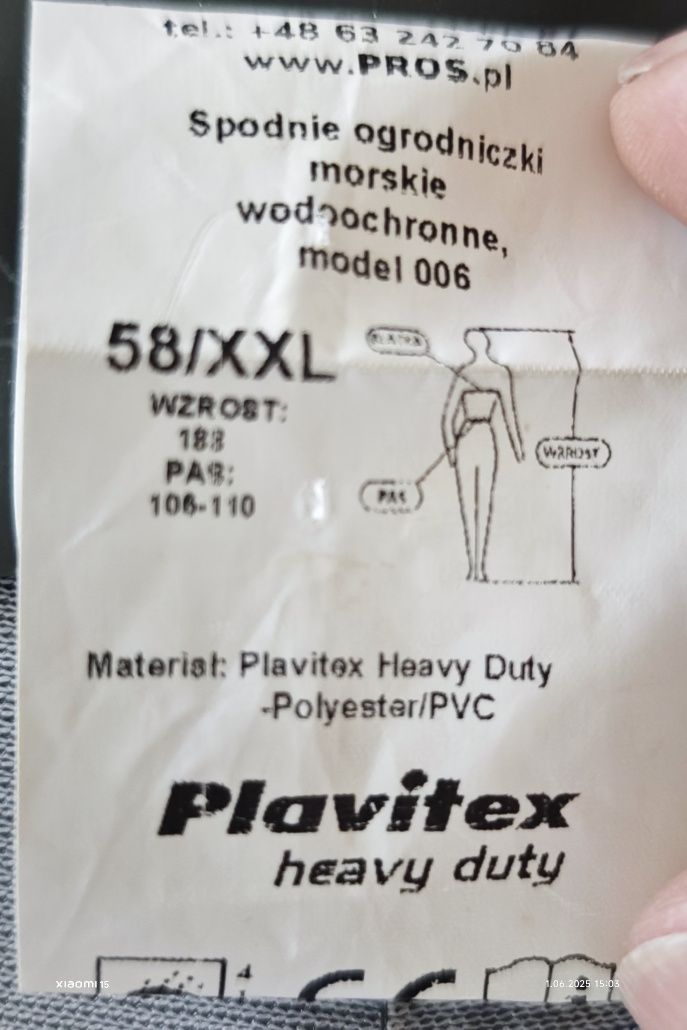 tel.: +48 63 242 70 84
www.PROS.pl
Spodnie ogrodniczki
morskie
wodoochronne,
model 006
58/XXL
WZROST:
188
PAS:
106-110
WZROST
PAS
Materiał: Plavitex Heavy Duty
-Polyester/PVC
Plavitex
heavy duty
4
xiaomi 15
1.06.2025 15:03